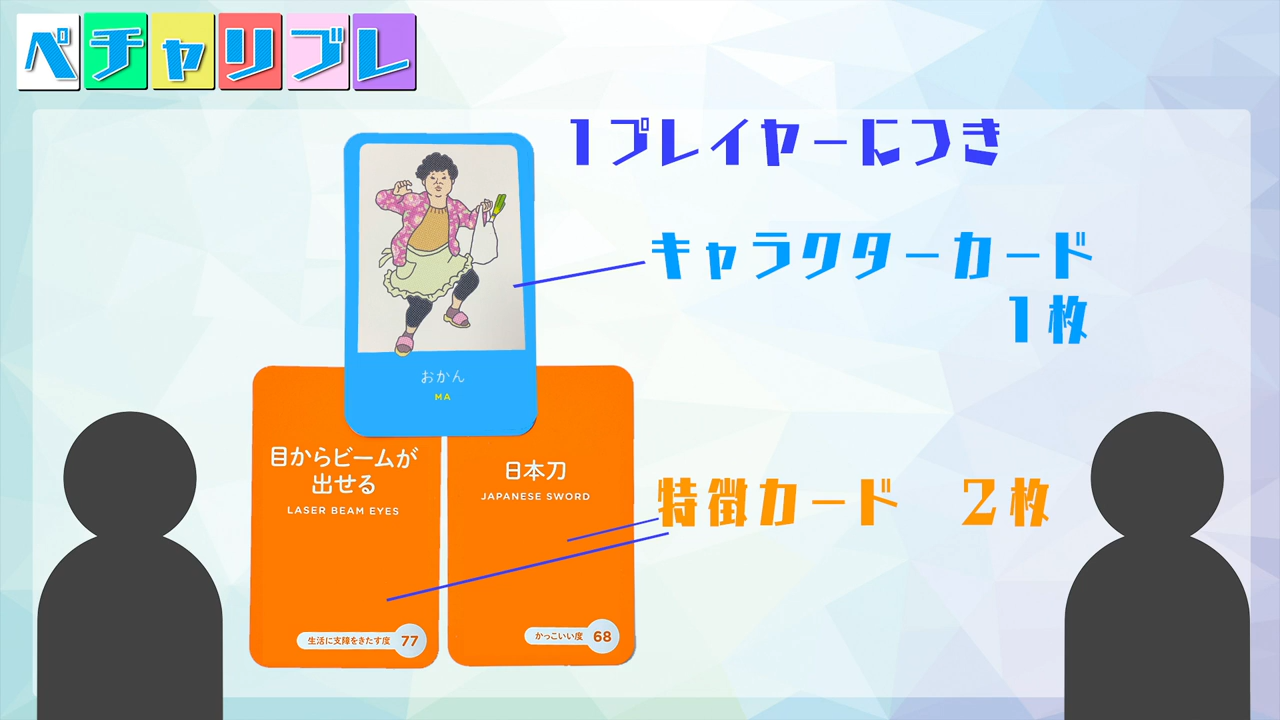 ペチャリブレ
1プレイヤーにつき
キャラクターカード
1枚
おかん
MA
目からビームが
出せる
LASER BEAM EYES
生活に支障をきたす度 77
日本刀
JAPANESE SWORD
かっこいい度 68
特徴カード 2枚